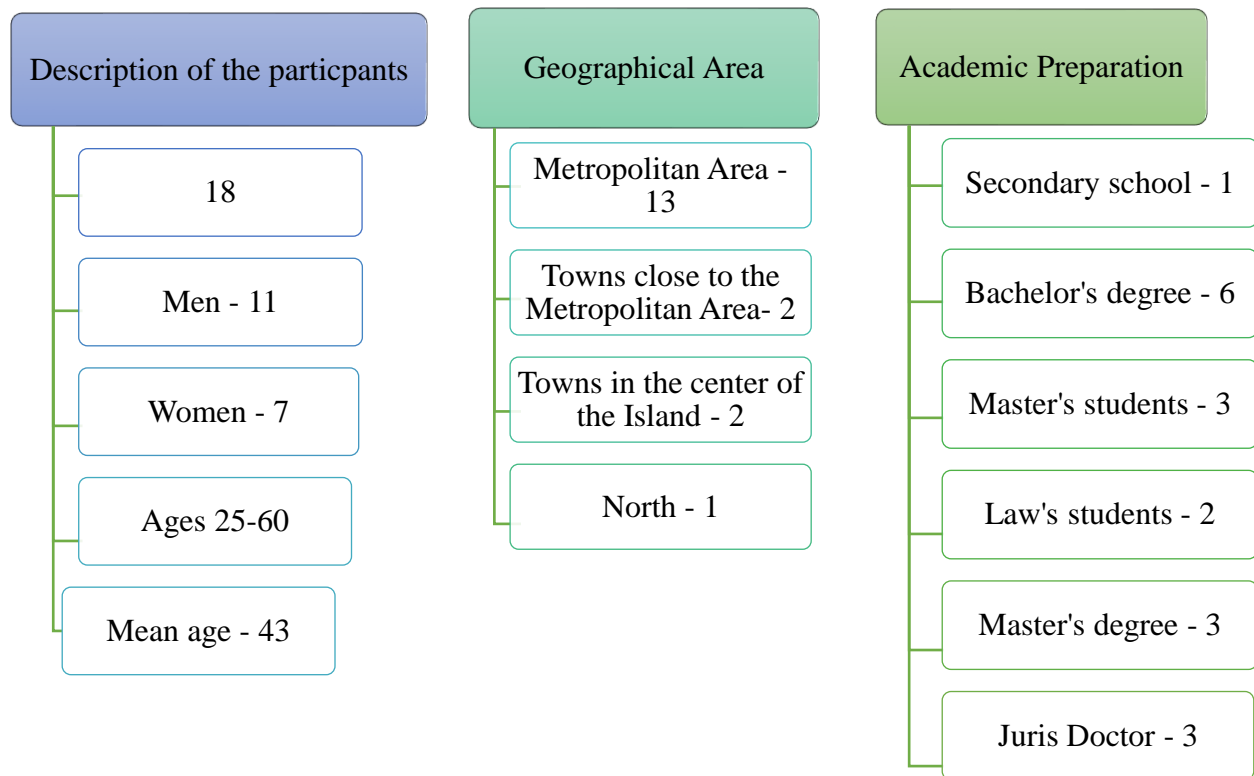 Description of the particpants
18
Men - 11
Women - 7
Ages 25-60
Mean age - 43
Geographical Area
Metropolitan Area -
13
Towns close to the
Metropolitan Area- 2
Towns in the center of
the Island - 2
North - 1
Academic Preparation
Secondary school - 1
Bachelor's degree - 6
Master's students - 3
Law's students - 2
Master's degree - 3
Juris Doctor - 3